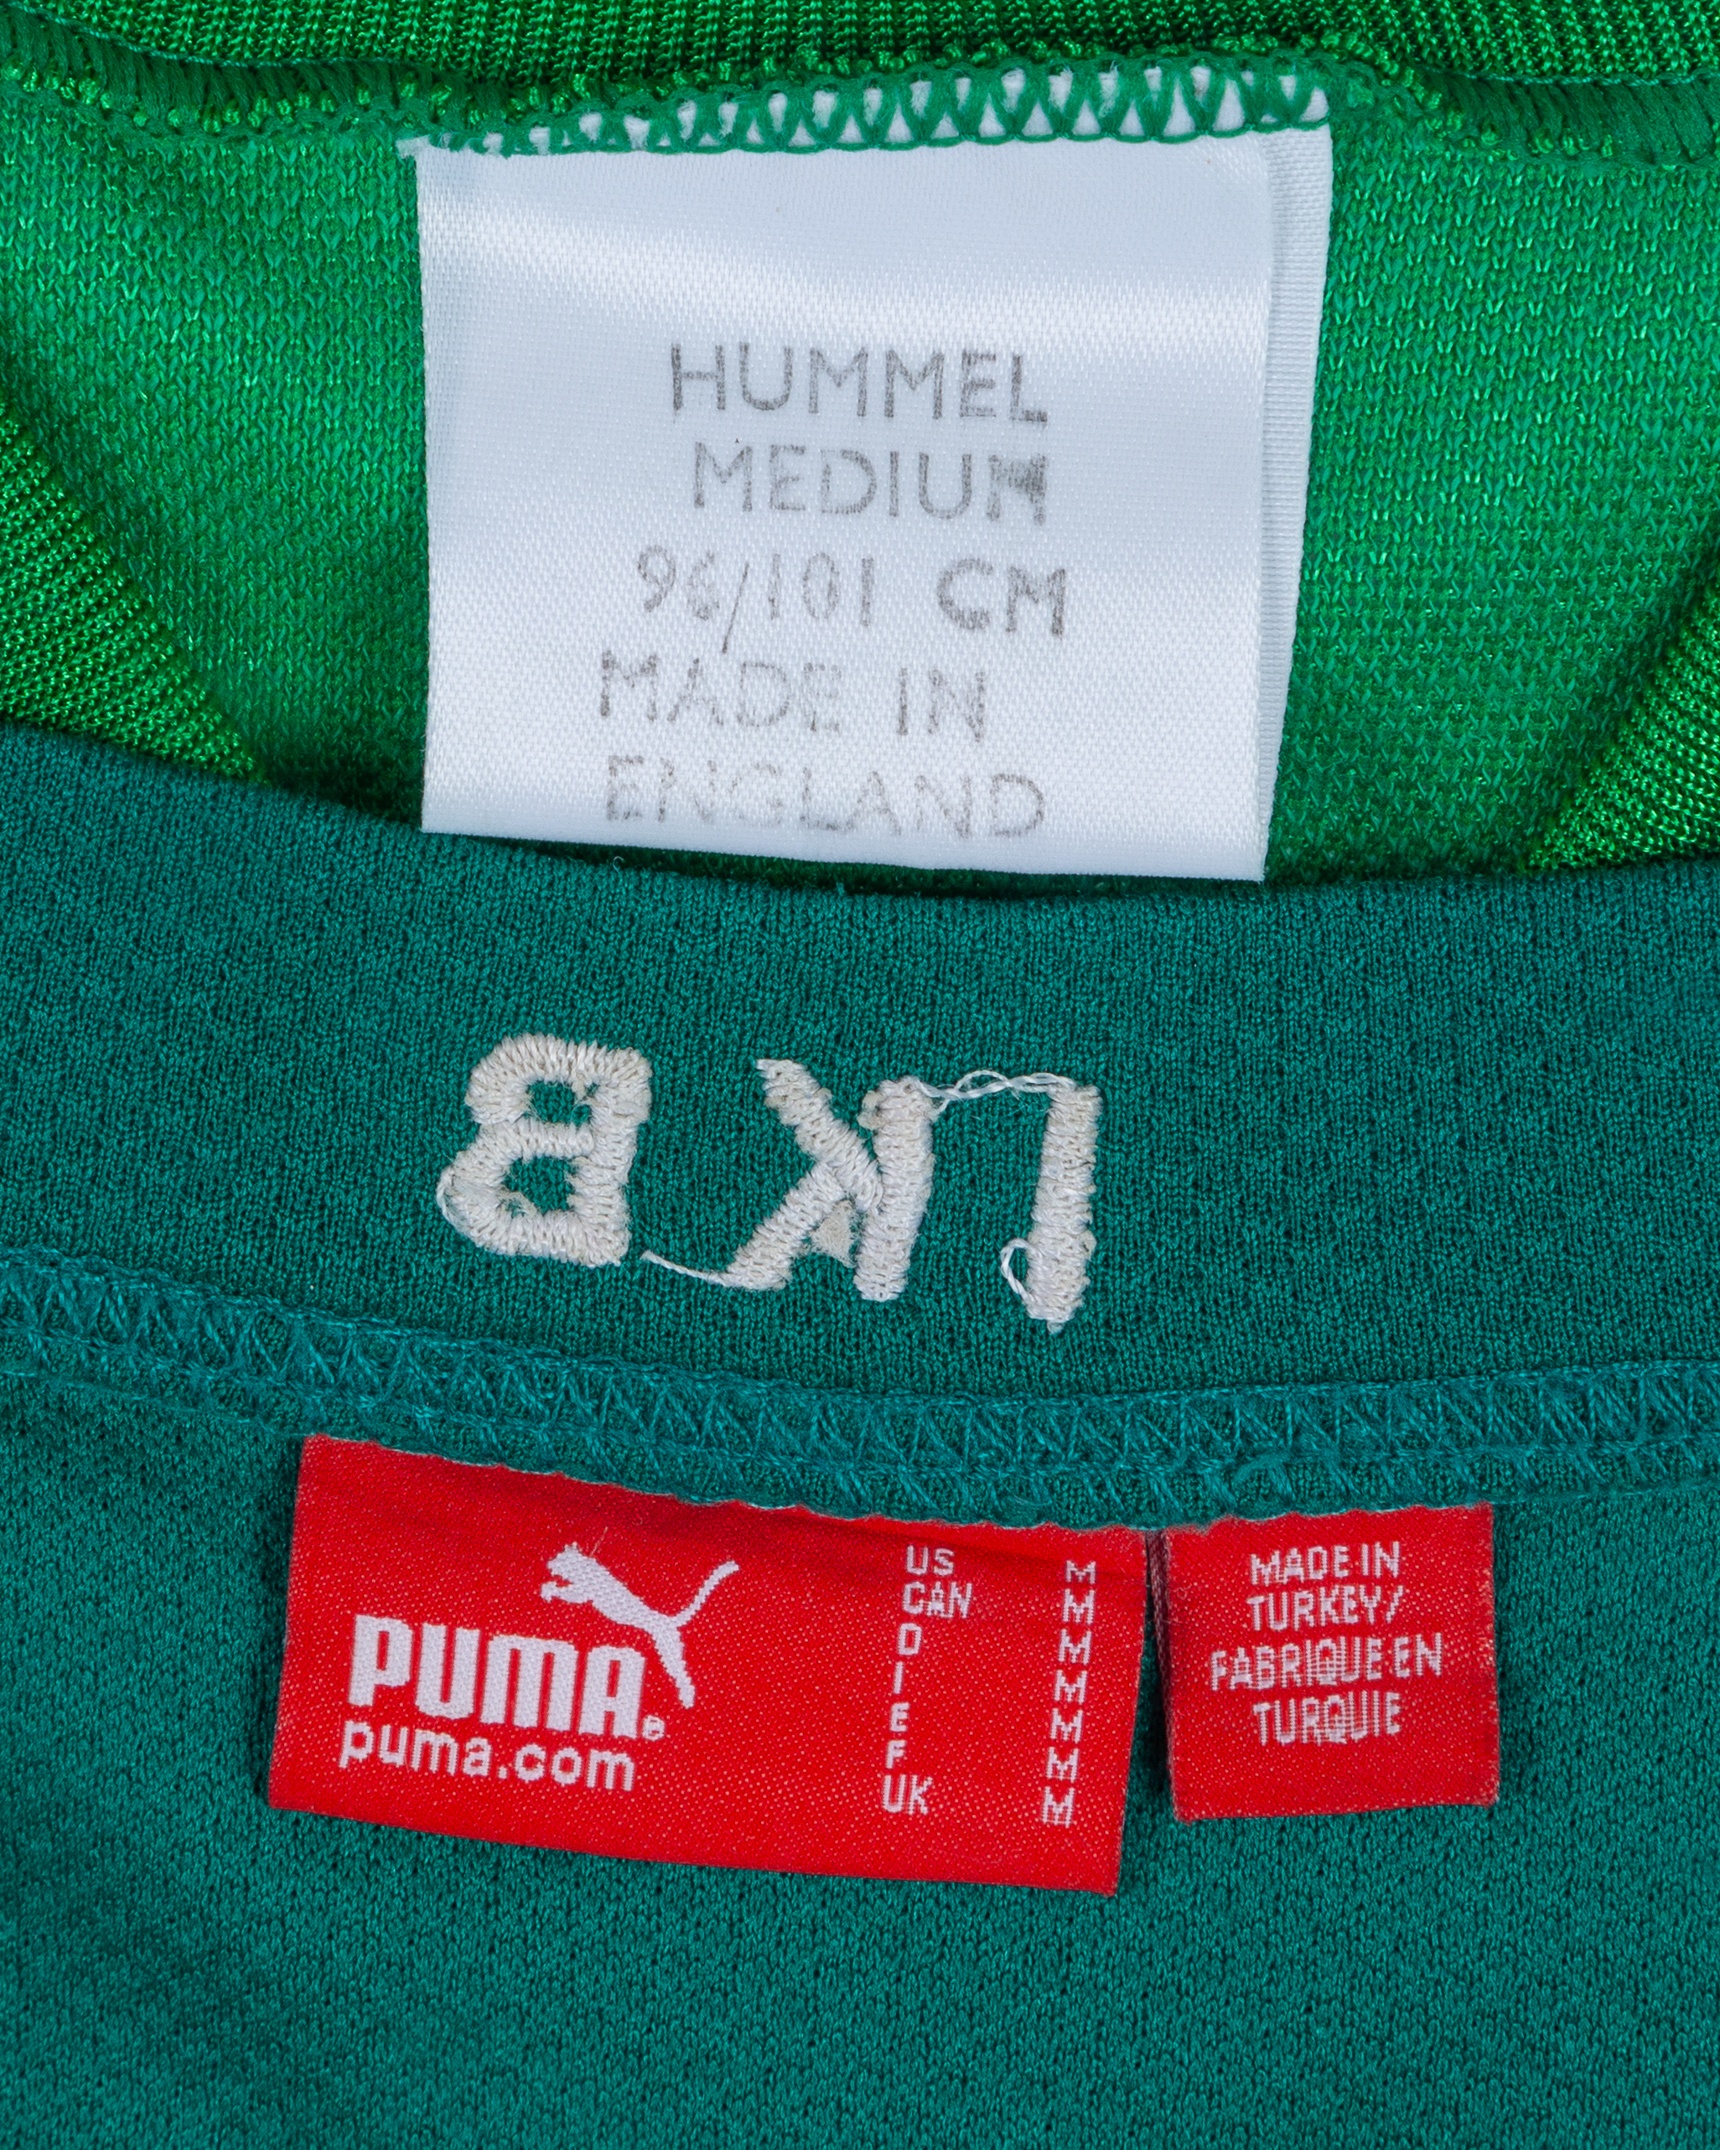 HUMMEL
MEDIUM
96/101 CM
MADE IN
ENGLAND
IKB
PUMA®
puma.com
US M
CAN M
D M
I M
E M
F M
UK M
MADE IN
TURKEY/
FABRIQUE EN
TURQUIE